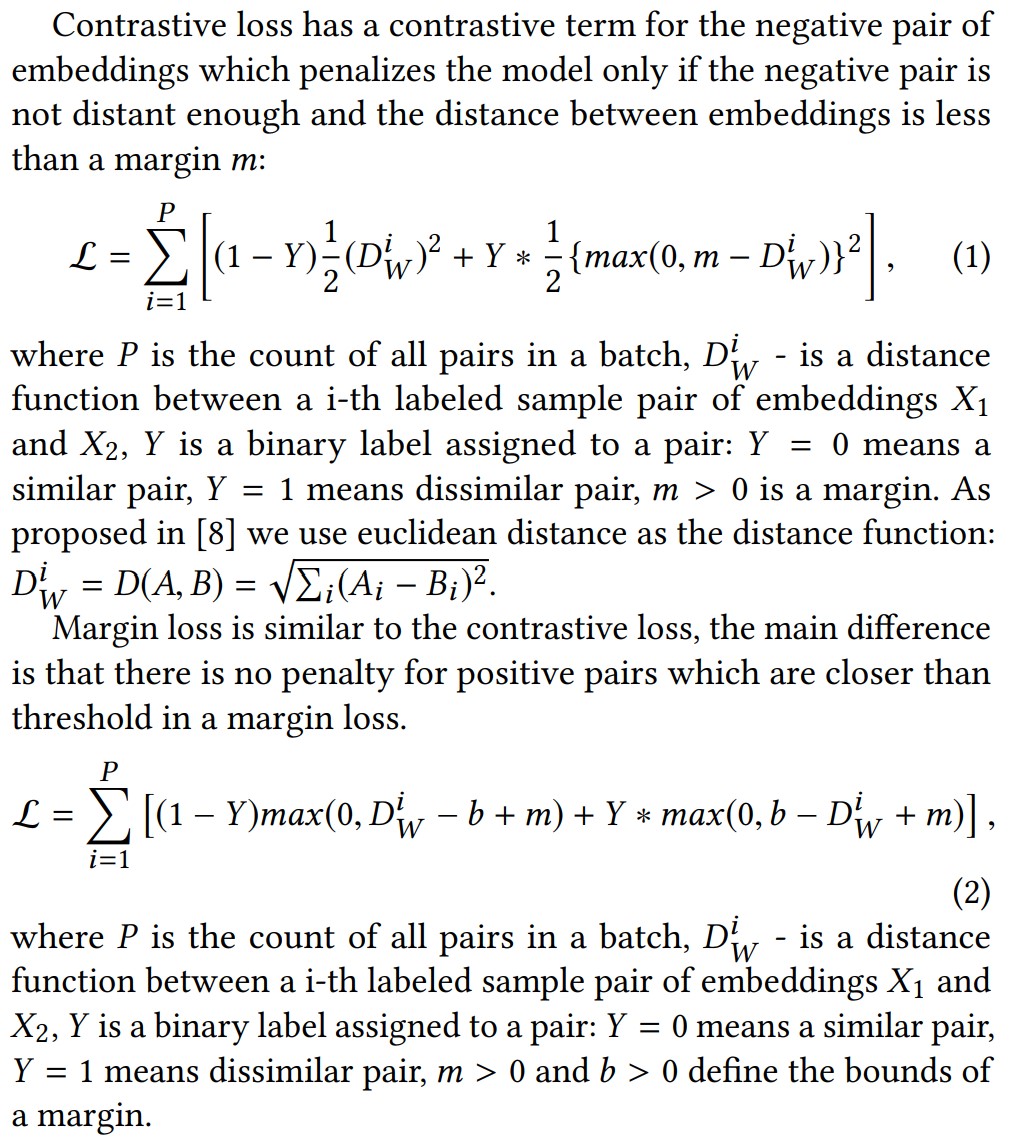 Contrastive loss has a contrastive term for the negative pair of
embeddings which penalizes the model only if the negative pair is
not distant enough and the distance between embeddings is less
than a margin m:
$\mathcal{L} = \sum_{i=1}^{P} \left[ (1 - Y) \frac{1}{2} (D_W^i)^2 + Y * \frac{1}{2} \{max(0, m - D_W^i)\}^2 \right],$ (1)
where P is the count of all pairs in a batch, $D_W^i$ - is a distance
function between a i-th labeled sample pair of embeddings $X_1$
and $X_2$, Y is a binary label assigned to a pair: Y = 0 means a
similar pair, Y = 1 means dissimilar pair, m > 0 is a margin. As
proposed in [8] we use euclidean distance as the distance function:
$D_W^i = D(A, B) = \sqrt{\sum_i (A_i - B_i)^2}$.
Margin loss is similar to the contrastive loss, the main difference
is that there is no penalty for positive pairs which are closer than
threshold in a margin loss.
$\mathcal{L} = \sum_{i=1}^{P} \left[ (1 - Y) max(0, D_W^i - b + m) + Y * max(0, b - D_W^i + m) \right],$
(2)
where P is the count of all pairs in a batch, $D_W^i$ - is a distance
function between a i-th labeled sample pair of embeddings $X_1$ and
$X_2$, Y is a binary label assigned to a pair: Y = 0 means a similar pair,
Y = 1 means dissimilar pair, m > 0 and b > 0 define the bounds of
a margin.